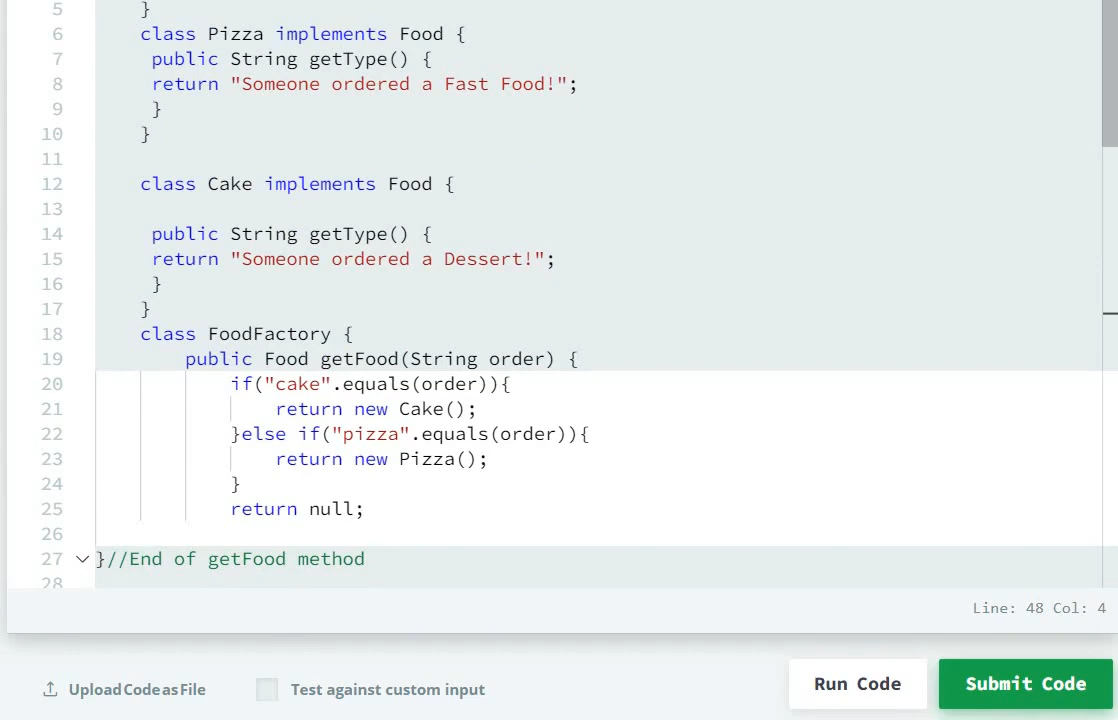 5 }
6 class Pizza implements Food {
7 public String getType() {
8 return "Someone ordered a Fast Food!";
9 }
10 }
11
12 class Cake implements Food {
13
14 public String getType() {
15 return "Someone ordered a Dessert!";
16 }
17 }
18 class FoodFactory {
19 public Food getFood(String order) {
20 if("cake".equals(order)){
21 return new Cake();
22 }else if("pizza".equals(order)){
23 return new Pizza();
24 }
25 return null;
26
27 }//End of getFood method
28
Line: 48 Col: 4
Upload Code as File
Test against custom input
Run Code
Submit Code